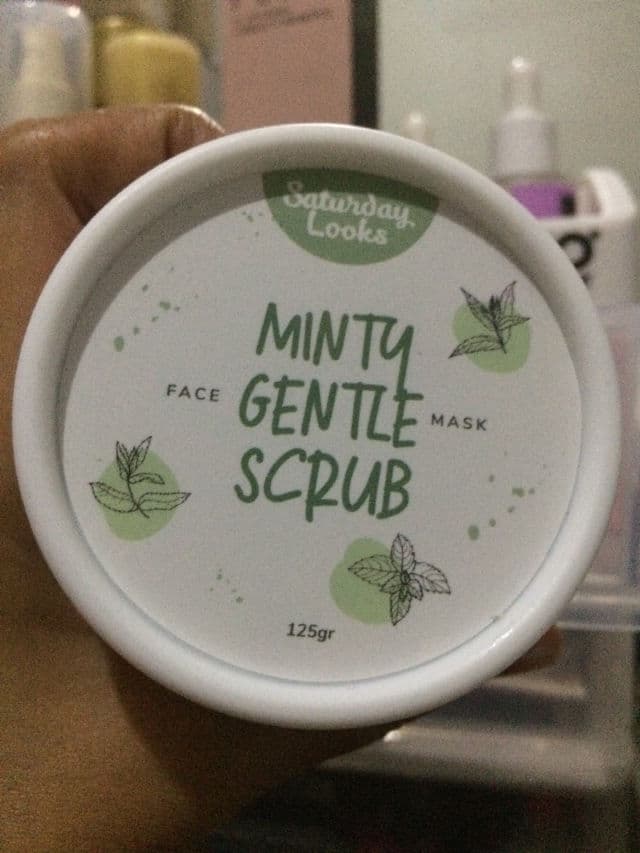 Saturday
Looks
MINTY
FACE GENTLE MASK
SCRUB
125gr